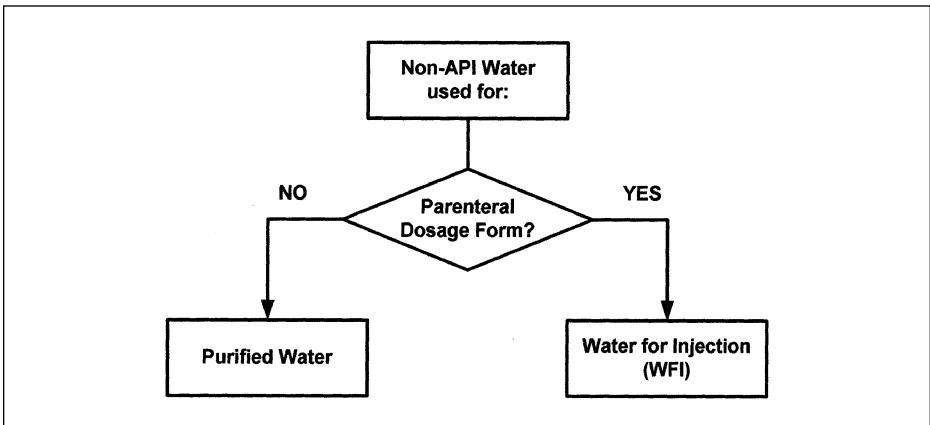 Non-API Water
used for:
NO
YES
Parenteral
Dosage Form?
Purified Water
Water for Injection
(WFI)